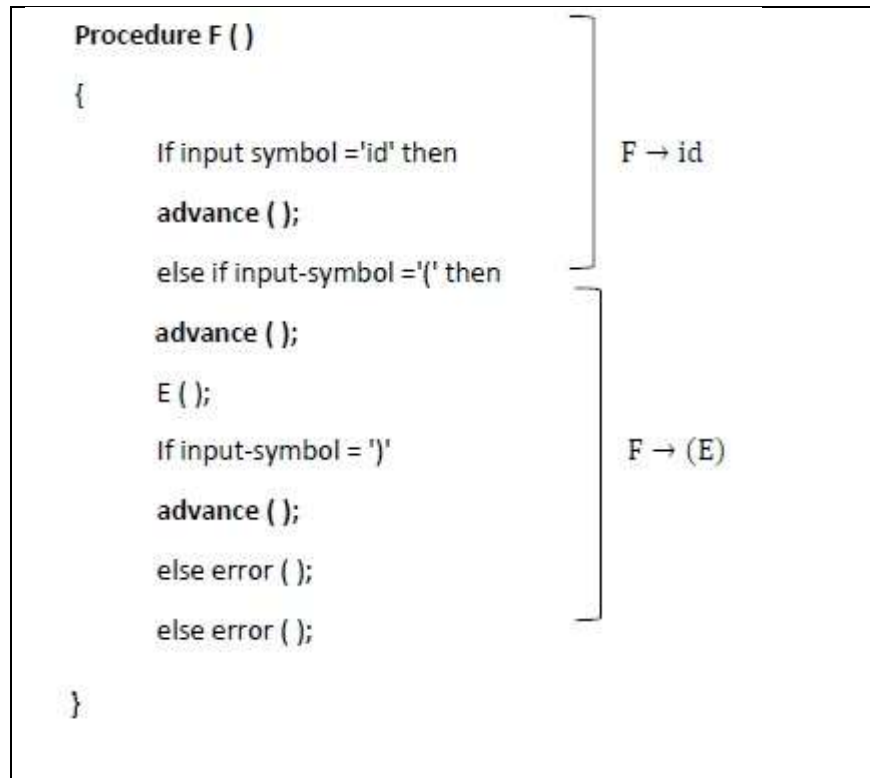 Procedure F ( )
{
If input symbol ='id' then
F → id
advance ( );
else if input-symbol ='(' then
advance ( );
E ( );
If input-symbol = ')'
F → (E)
advance ( );
else error ( );
else error ( );
}